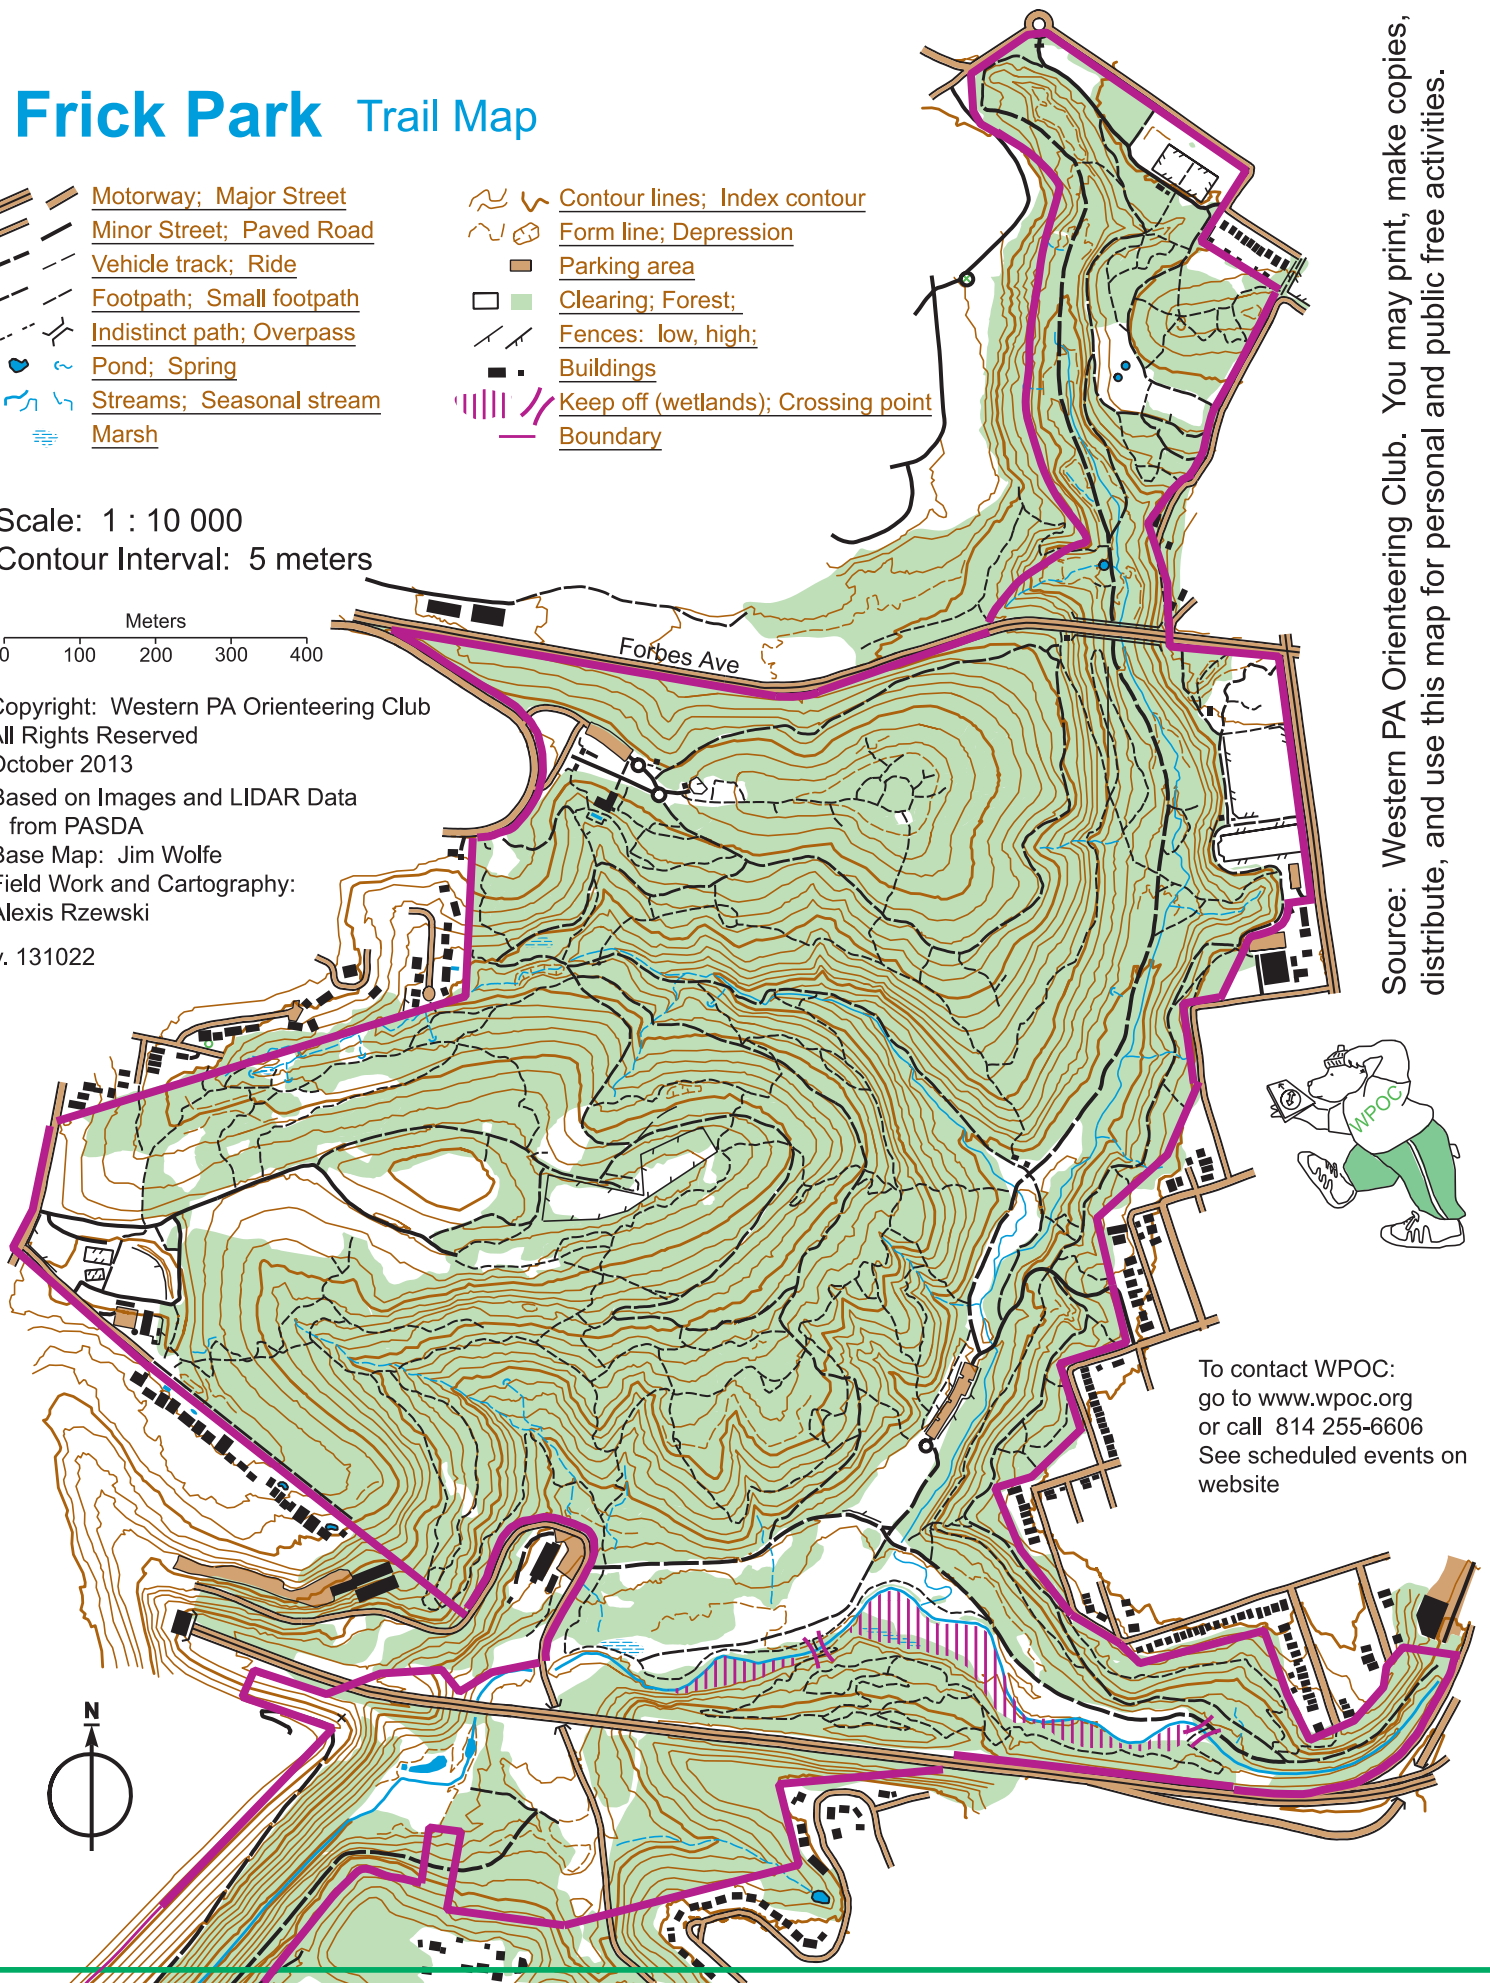 Frick Park Trail Map
Motorway; Major Street
Minor Street; Paved Road
Vehicle track; Ride
Footpath; Small footpath
Indistinct path; Overpass
Pond; Spring
Streams; Seasonal stream
Marsh
Contour lines; Index contour
Form line; Depression
Parking area
Clearing; Forest;
Fences: low, high;
Buildings
Keep off (wetlands); Crossing point
Boundary
Scale: 1 : 10 000
Contour Interval: 5 meters
Meters
0 100 200 300 400
Copyright: Western PA Orienteering Club
All Rights Reserved
October 2013
Based on Images and LIDAR Data
from PASDA
Base Map: Jim Wolfe
Field Work and Cartography:
Alexis Rzewski
v. 131022
Forbes Ave
Source: Western PA Orienteering Club. You may print, make copies,
distribute, and use this map for personal and public free activities.
WPOC
To contact WPOC:
go to www.wpoc.org
or call 814 255-6606
See scheduled events on
website
N